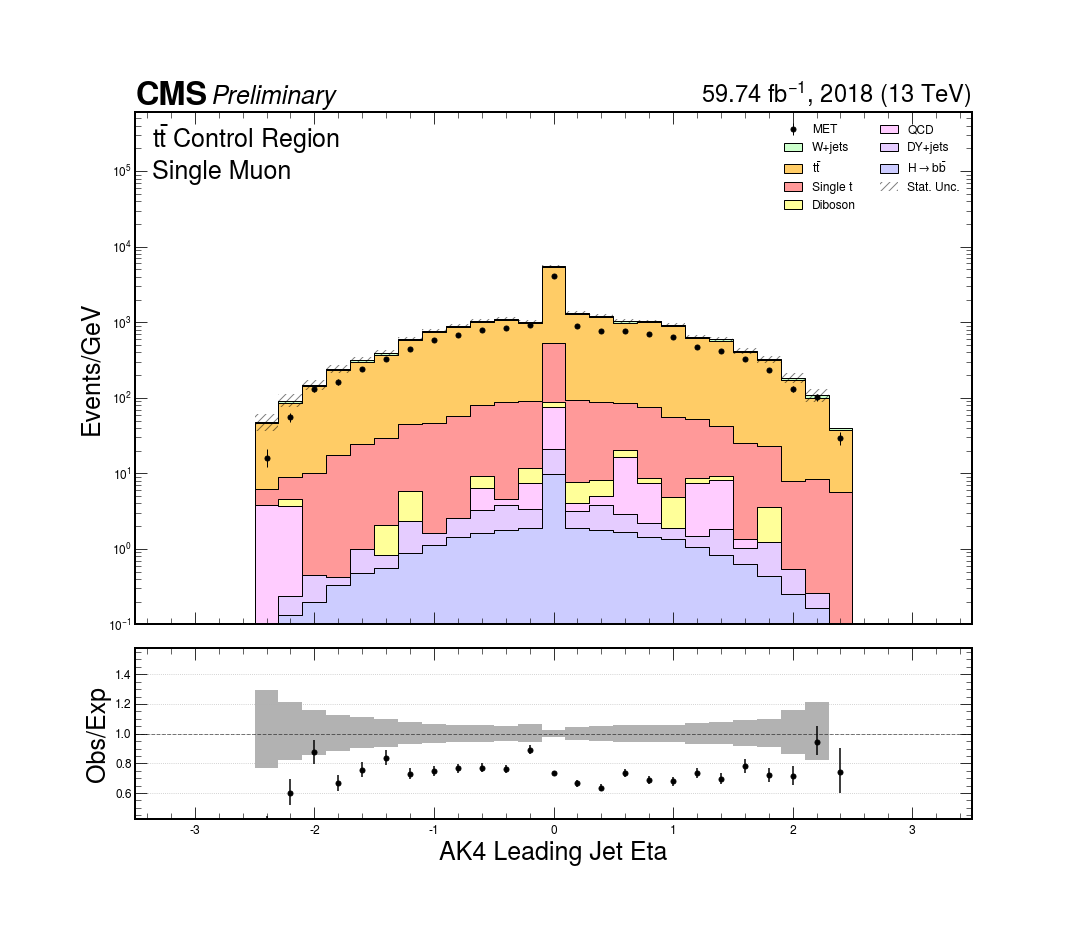 CMS Preliminary 59.74 fb⁻¹, 2018 (13 TeV)
tt̄ Control Region
Single Muon
MET
W+jets
tt̄
Single t
Diboson
QCD
DY+jets
H→bb̄
Stat. Unc.
Events/GeV
10⁵
10⁴
10³
10²
10¹
10⁰
10⁻¹
Obs/Exp
1.4
1.2
1.0
0.8
0.6
-3 -2 -1 0 1 2 3
AK4 Leading Jet Eta